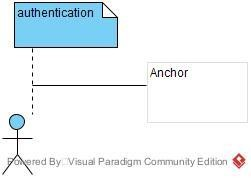 authentication
Anchor
Powered By Visual Paradigm Community Edition